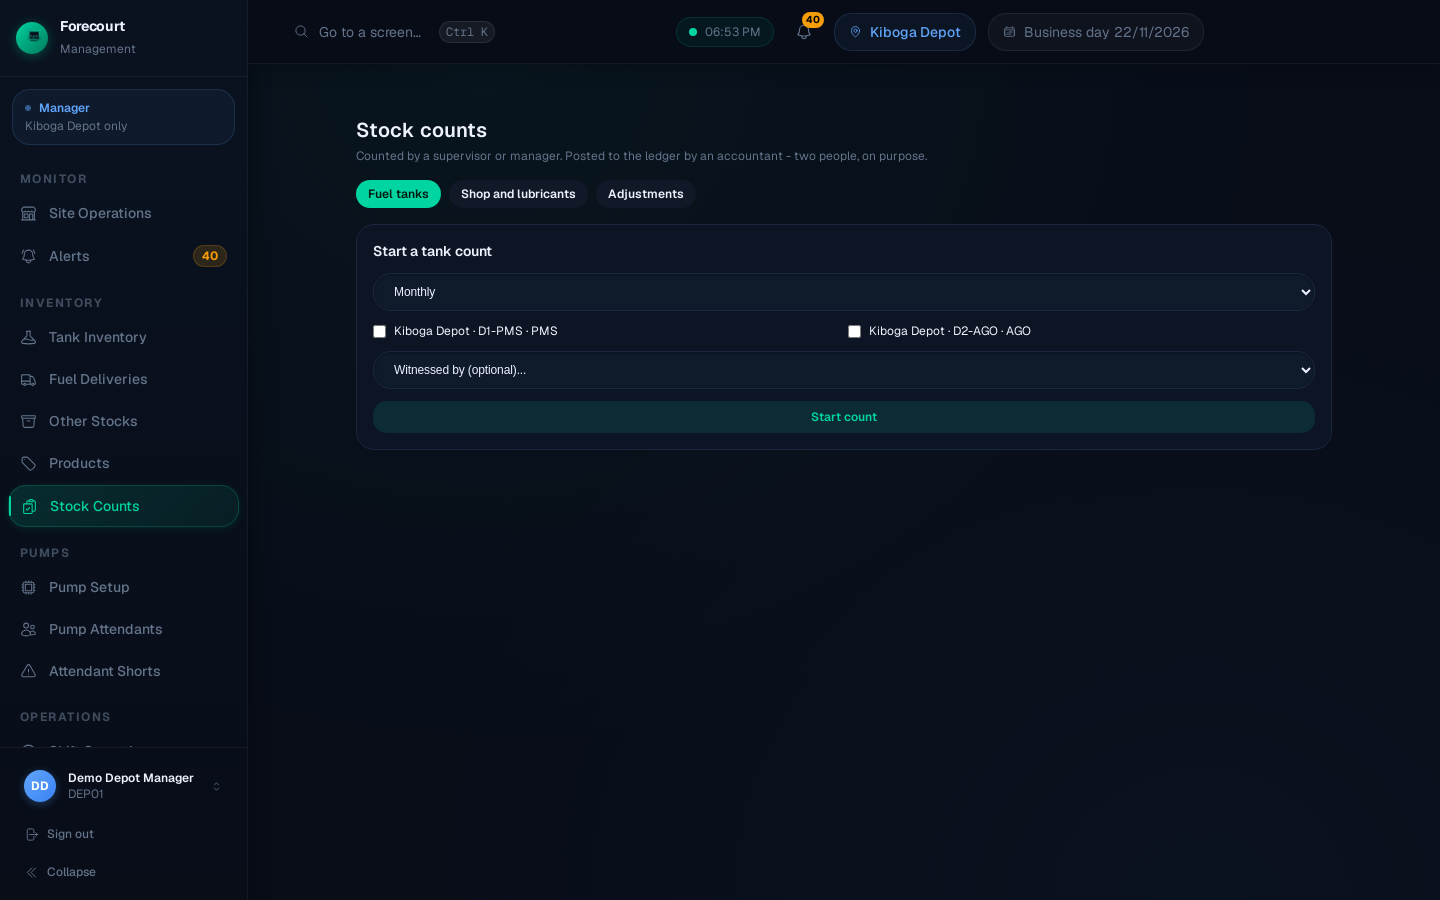 Forecourt
Management
Manager
Kiboga Depot only
MONITOR
Site Operations
Alerts 40
INVENTORY
Tank Inventory
Fuel Deliveries
Other Stocks
Products
Stock Counts
PUMPS
Pump Setup
Pump Attendants
Attendant Shorts
OPERATIONS
DD
Demo Depot Manager
DEP01
Sign out
Collapse
Go to a screen... Ctrl K
06:53 PM
40
Kiboga Depot
Business day 22/11/2026
Stock counts
Counted by a supervisor or manager. Posted to the ledger by an accountant - two people, on purpose.
Fuel tanks Shop and lubricants Adjustments
Start a tank count
Monthly
Kiboga Depot · D1-PMS · PMS Kiboga Depot · D2-AGO · AGO
Witnessed by (optional)...
Start count